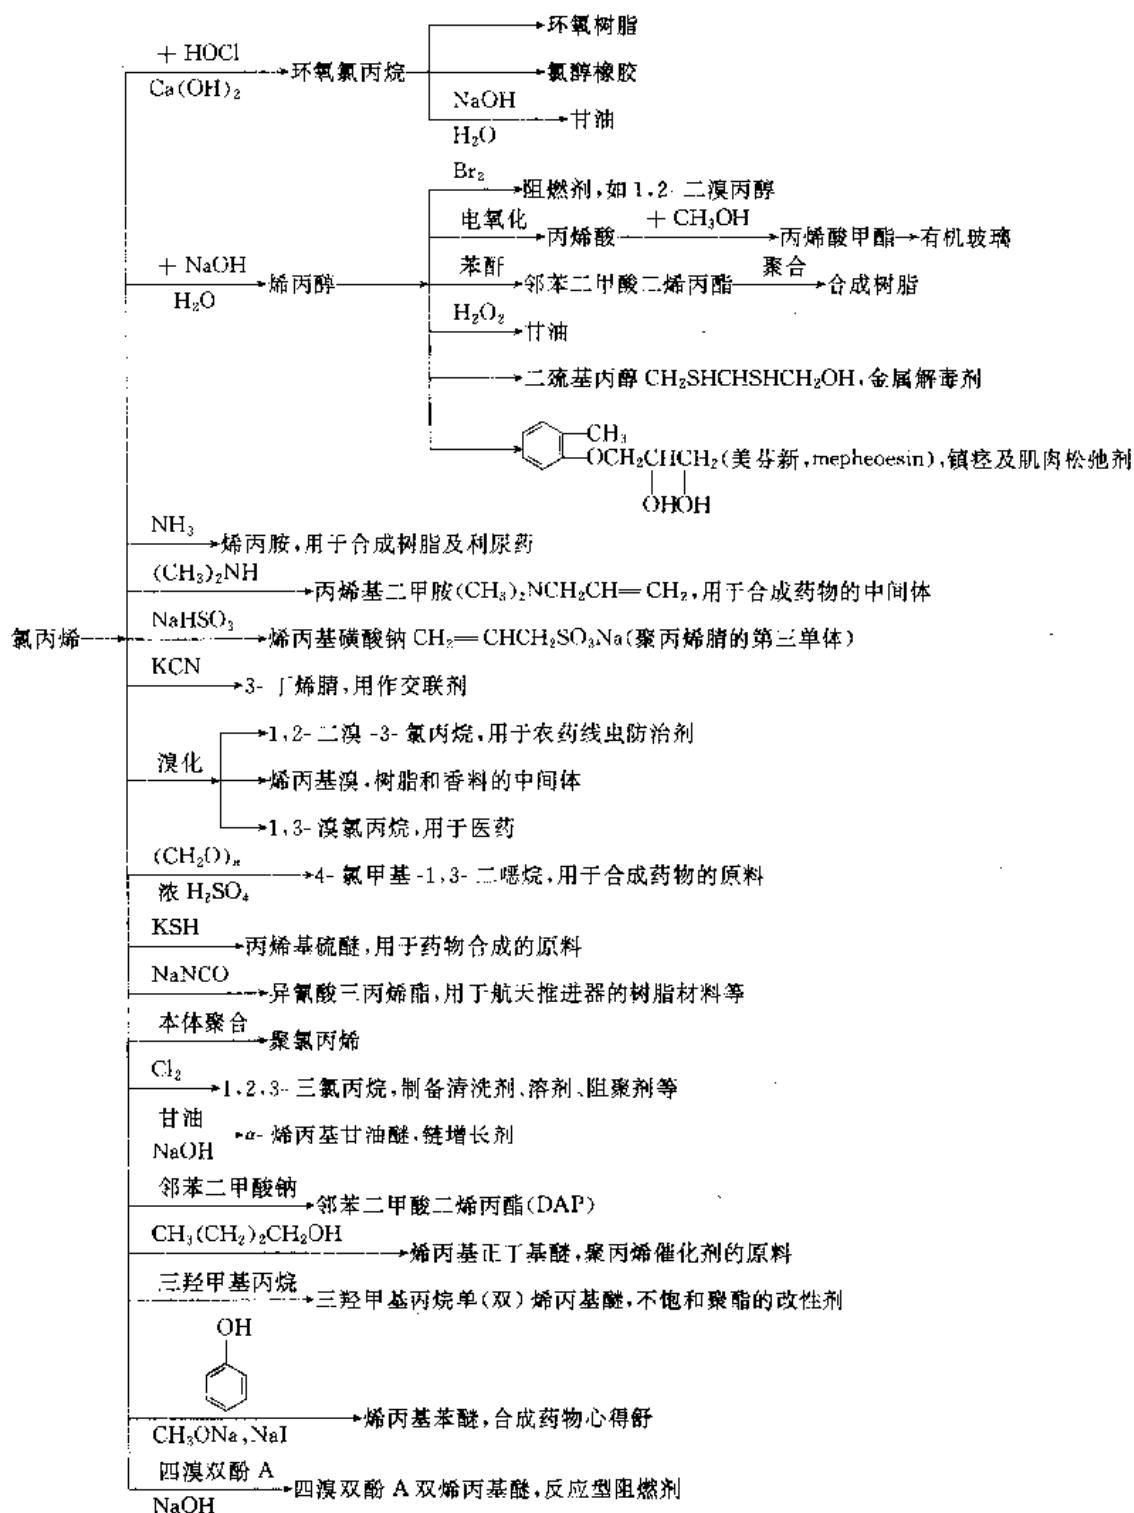 环氧树脂
+ HOCl
Ca(OH)₂
环氧氯丙烷
氯醇橡胶
NaOH
H₂O
甘油
Br₂
阻燃剂,如 1,2- 二溴丙醇
电氧化
丙烯酸
+ CH₃OH
丙烯酸甲酯→有机玻璃
+ NaOH
H₂O
烯丙醇
苯酐
邻苯二甲酸二烯丙酯
聚合
合成树脂
H₂O₂
甘油
二巯基丙醇 CH₂SHCHSHCH₂OH,金属解毒剂
CH₃
OCH₂CHCH₂(美芬新,mepheoesin),镇痉及肌肉松弛剂
OHOH
NH₃
烯丙胺,用于合成树脂及利尿药
(CH₃)₂NH
丙烯基二甲胺(CH₃)₂NCH₂CH=CH₂,用于合成药物的中间体
氯丙烯
NaHSO₃
烯丙基磺酸钠 CH₂=CHCH₂SO₃Na(聚丙烯腈的第三单体)
KCN
3- 丁烯腈,用作交联剂
溴化
1,2- 二溴 -3- 氯丙烷,用于农药线虫防治剂
烯丙基溴,树脂和香料的中间体
1,3- 溴氯丙烷,用于医药
(CH₂O)ₙ
浓 H₂SO₄
4- 氯甲基 -1,3- 二噁烷,用于合成药物的原料
KSH
丙烯基硫醚,用于药物合成的原料
NaNCO
异氰酸三丙烯酯,用于航天推进器的树脂材料等
本体聚合
聚氯丙烯
Cl₂
1,2,3- 三氯丙烷,制备清洗剂、溶剂、阻聚剂等
甘油
NaOH
α- 烯丙基甘油醚,链增长剂
邻苯二甲酸钠
邻苯二甲酸二烯丙酯(DAP)
CH₃(CH₂)₂CH₂OH
烯丙基正丁基醚,聚丙烯催化剂的原料
三羟甲基丙烷
三羟甲基丙烷单(双)烯丙基醚,不饱和聚酯的改性剂
OH
CH₃ONa,NaI
烯丙基苯醚,合成药物心得舒
四溴双酚 A
NaOH
四溴双酚 A 双烯丙基醚,反应型阻燃剂